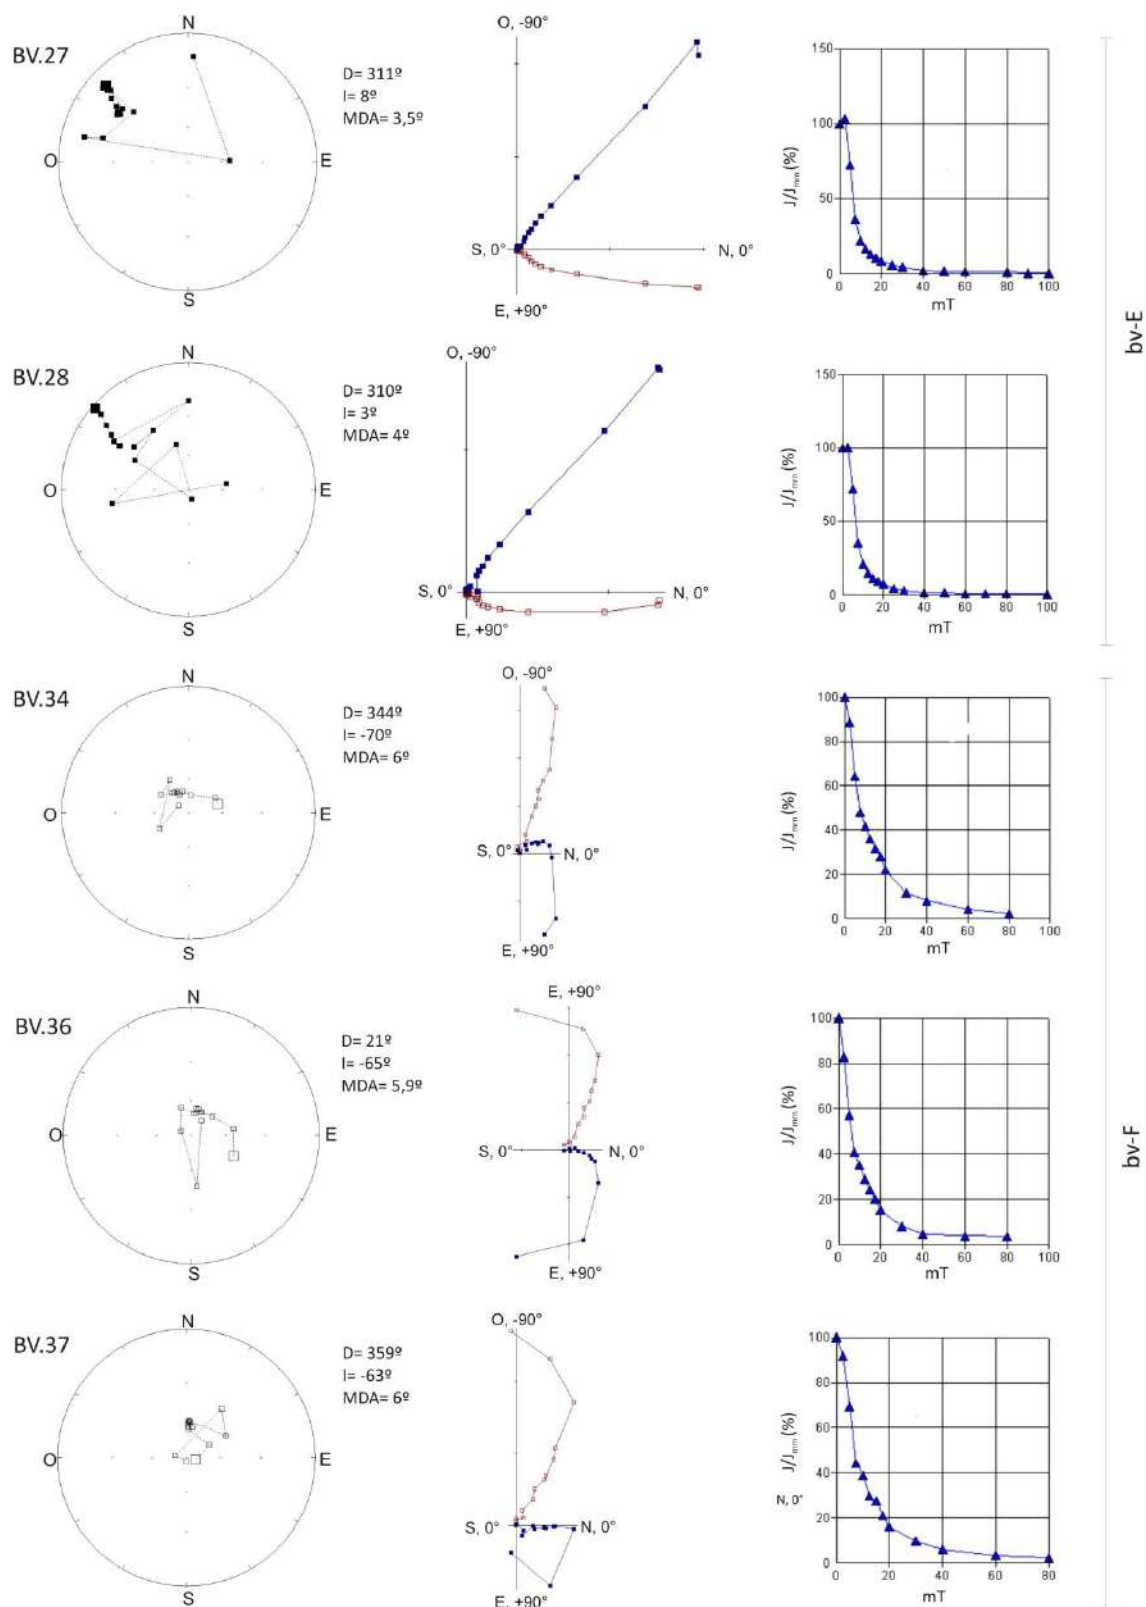 BV.27
N
O
E
S
D= 311º
I= 8º
MDA= 3,5º
O, -90°
S, 0°
N, 0°
E, +90°
150
100
50
0
J/Jnrn (%)
0 20 40 60 80 100
mT
bv-E
BV.28
N
O
E
S
D= 310º
I= 3º
MDA= 4º
O, -90°
S, 0°
N, 0°
E, +90°
150
100
50
0
J/Jnrn (%)
0 20 40 60 80 100
mT
BV.34
N
O
E
S
D= 344º
I= -70º
MDA= 6º
O, -90°
S, 0°
N, 0°
E, +90°
100
80
60
40
20
0
J/Jnrn (%)
0 20 40 60 80 100
mT
bv-F
BV.36
N
O
E
S
D= 21º
I= -65º
MDA= 5,9º
E, +90°
S, 0°
N, 0°
E, +90°
100
80
60
40
20
0
J/Jnrn (%)
0 20 40 60 80 100
mT
BV.37
N
O
E
S
D= 359º
I= -63º
MDA= 6º
O, -90°
S, 0°
N, 0°
E, +90°
100
80
60
40
20
0
J/Jnrn (%)
N, 0°
0 20 40 60 80
mT